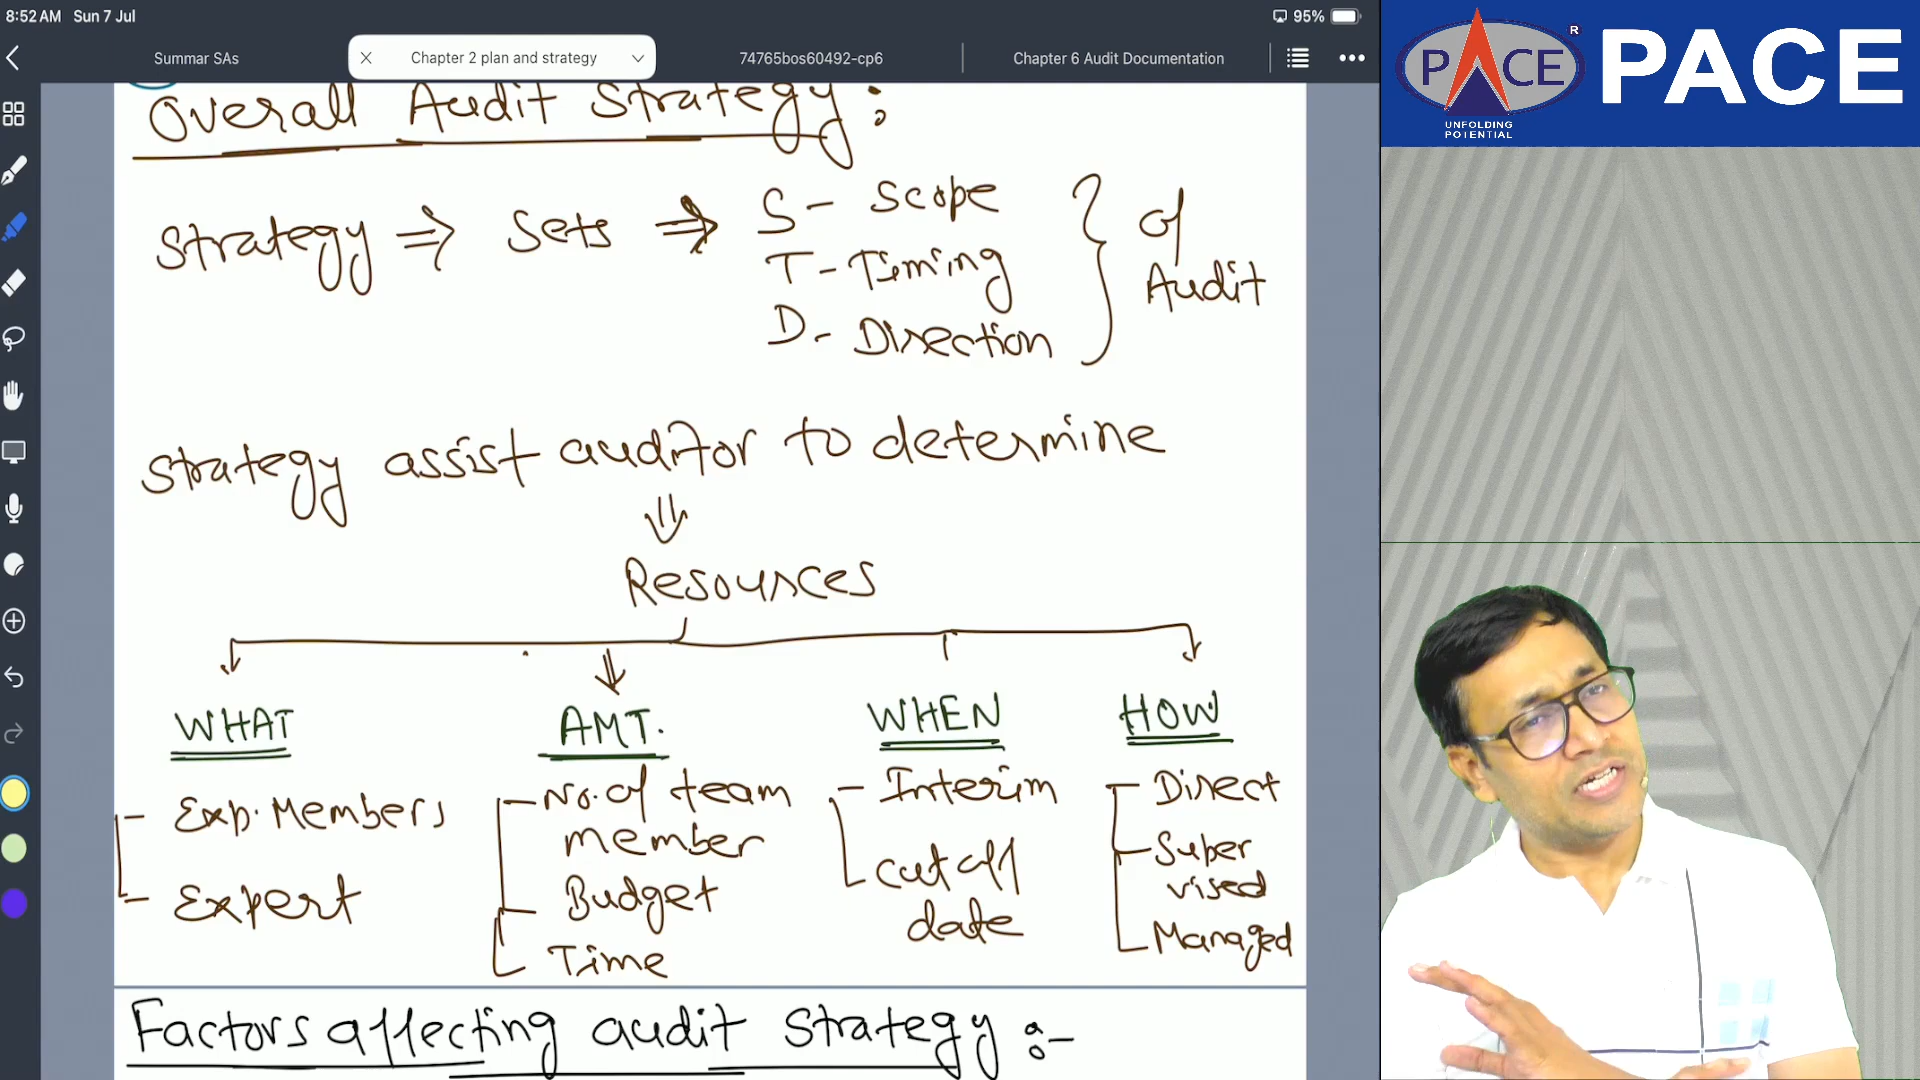 8:52 AM Sun 7 Jul
95%
Summar SAs
Chapter 2 plan and strategy
74765bos60492-cp6
Chapter 6 Audit Documentation
PACE
UNFOLDING
POTENTIAL
®
PACE
Overall Audit Strategy :
Strategy ⇒ Sets ⇒ S - Scope
T - Timing
D - Direction
of
Audit
Strategy assist auditor to determine
Resources
WHAT
Exp. Members
Expert
AMT.
No. of team
member
Budget
Time
WHEN
Interim
Cut off
date
HOW
Direct
Super
vised
Managed
Factors affecting audit strategy :-